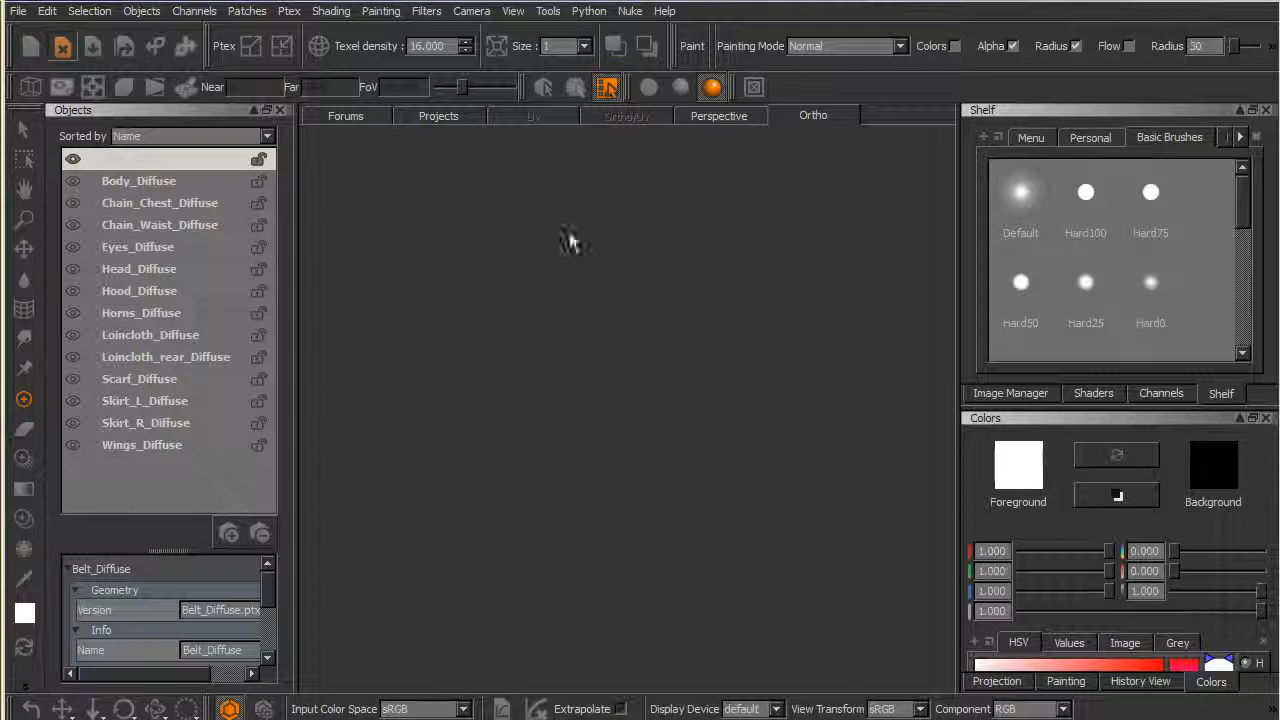 File Edit Selection Objects Channels Patches Ptex Shading Painting Filters Camera View Tools Python Nuke Help
Ptex Texel density: 16.000 Size: 1 Paint Painting Mode Normal Colors Alpha Radius Flow Radius 30
Near Far FoV
Objects
Sorted by Name
Body_Diffuse
Chain_Chest_Diffuse
Chain_Waist_Diffuse
Eyes_Diffuse
Head_Diffuse
Hood_Diffuse
Horns_Diffuse
Loincloth_Diffuse
Loincloth_rear_Diffuse
Scarf_Diffuse
Skirt_L_Diffuse
Skirt_R_Diffuse
Wings_Diffuse
Belt_Diffuse
Geometry
Version Belt_Diffuse.ptx
Info
Name Belt_Diffuse
Forums Projects Uv Ortho/Uv Perspective Ortho
Shelf
Menu Personal Basic Brushes
Default Hard100 Hard75
Hard50 Hard25 Hard0
Image Manager Shaders Channels Shelf
Colors
Foreground Background
1.000 0.000
1.000 0.000
1.000 1.000
1.000
HSV Values Image Grey
H
Projection Painting History View Colors
Input Color Space sRGB Extrapolate Display Device default View Transform sRGB Component RGB